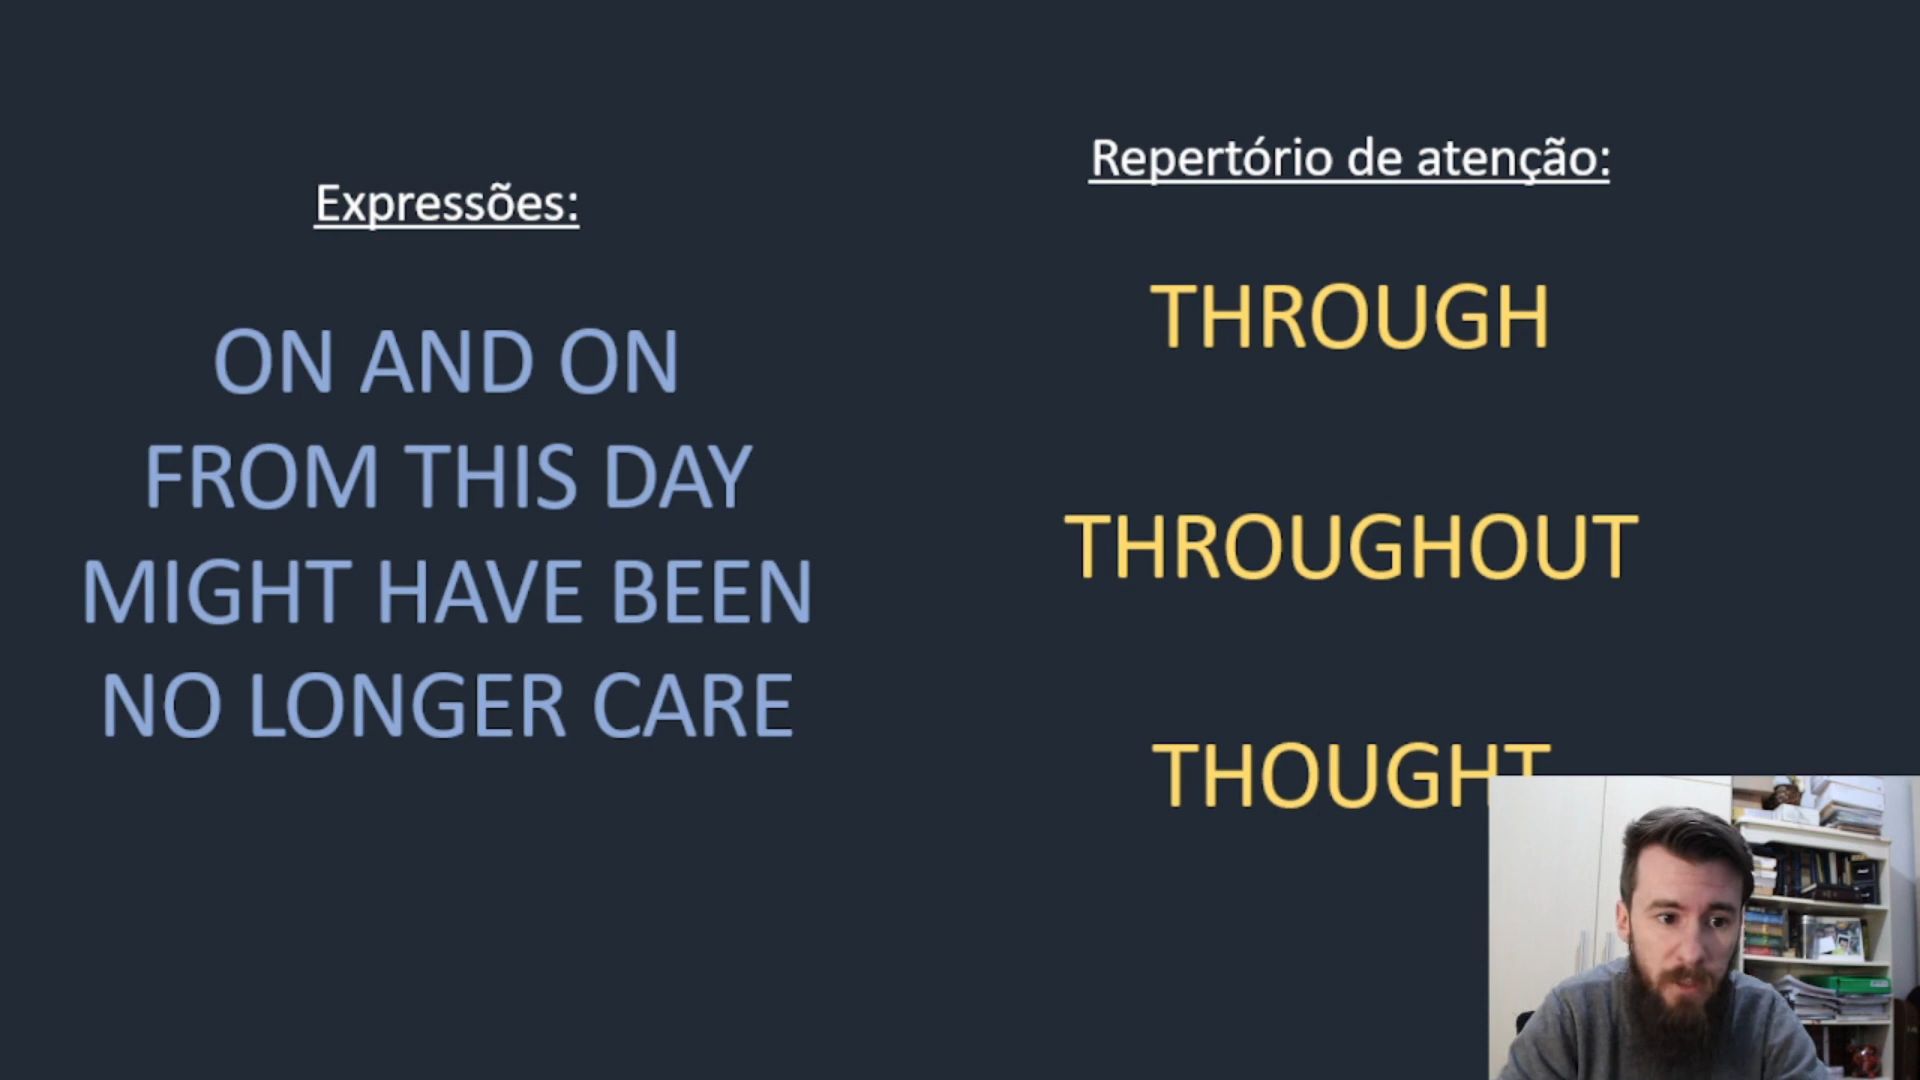 Expressões:
ON AND ON
FROM THIS DAY
MIGHT HAVE BEEN
NO LONGER CARE
Repertório de atenção:
THROUGH
THROUGHOUT
THOUGHT